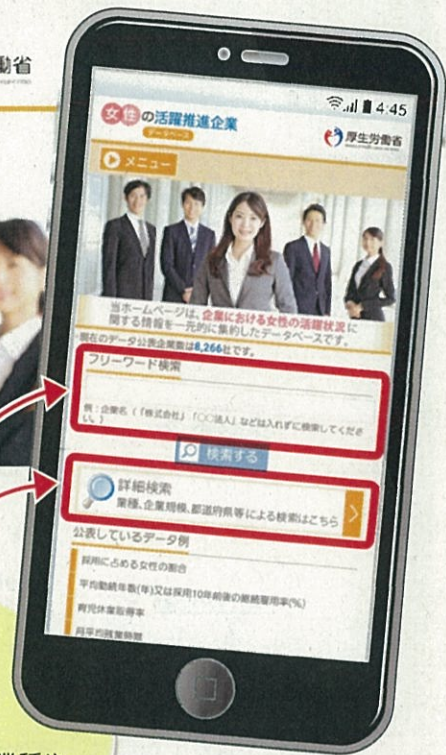 働省
4:45
女性の活躍推進企業
データベース
厚生労働省
メニュー
当ホームページは、企業における女性の活躍状況に
関する情報を一元的に集約したデータベースです。
現在のデータ公表企業数は8,266社です。
フリーワード検索
例：企業名（「株式会社」「〇〇法人」などは入れずに検索してくださ
い。）
検索する
詳細検索
業種、企業規模、都道府県等による検索はこちら
公表しているデータ例
採用に占める女性の割合
平均勤続年数(年)又は採用10年前後の継続雇用率(%)
育児休業取得率
月平均残業時間